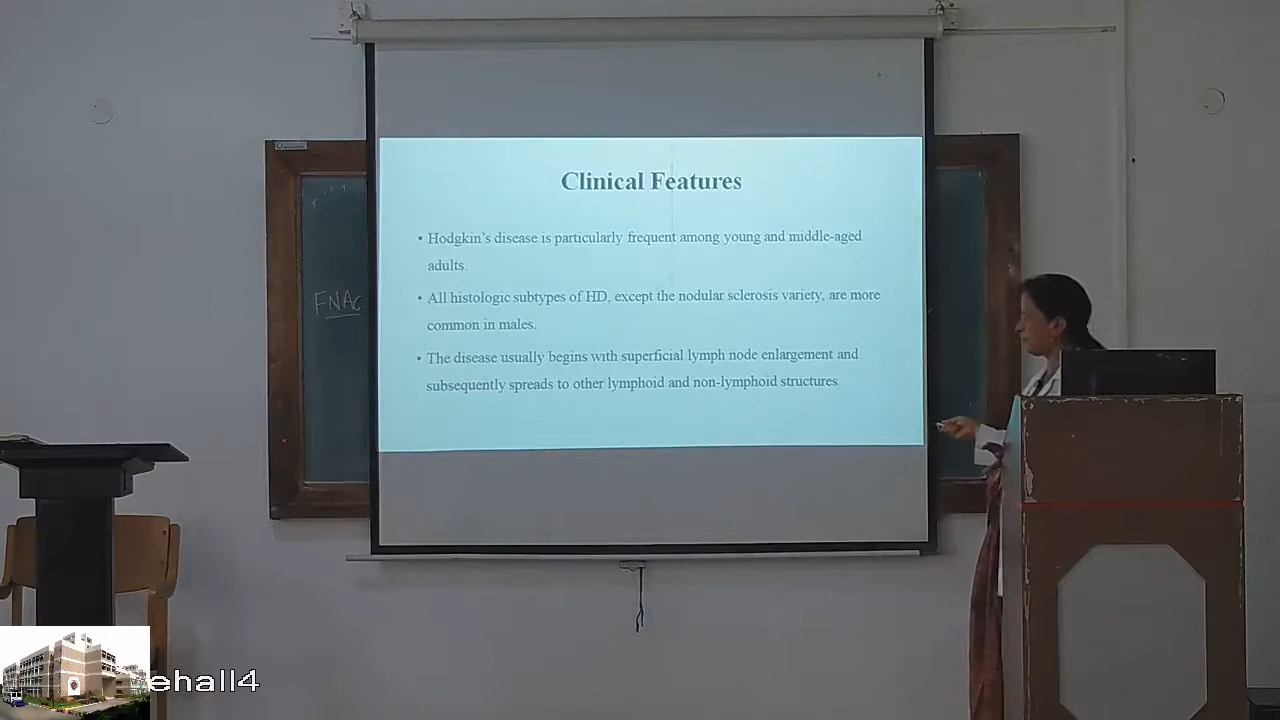 Clinical Features
• Hodgkin's disease is particularly frequent among young and middle-aged
adults.
• All histologic subtypes of HD, except the nodular sclerosis variety, are more
common in males.
• The disease usually begins with superficial lymph node enlargement and
subsequently spreads to other lymphoid and non-lymphoid structures
FNAC
ehall4